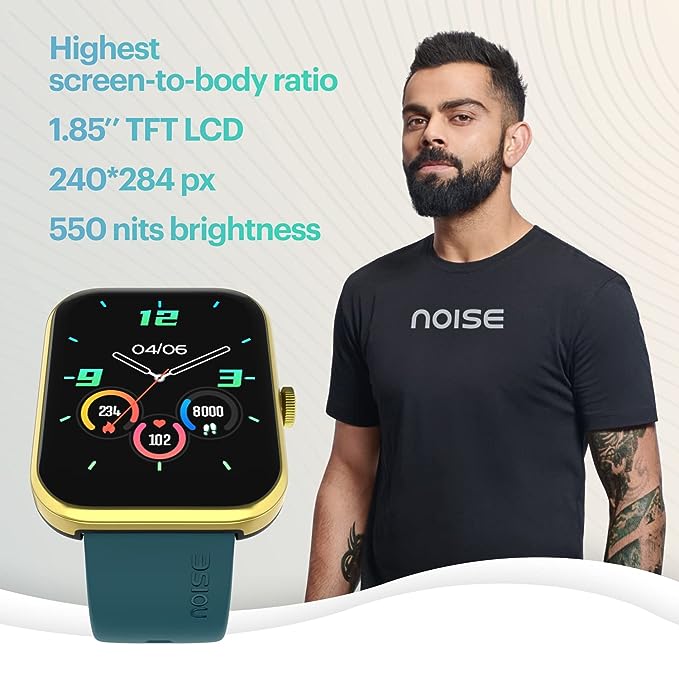 Highest
screen-to-body ratio
1.85″ TFT LCD
240*284 px
550 nits brightness
NOISE
12
04/06
9
3
234
8000
102
NOISE